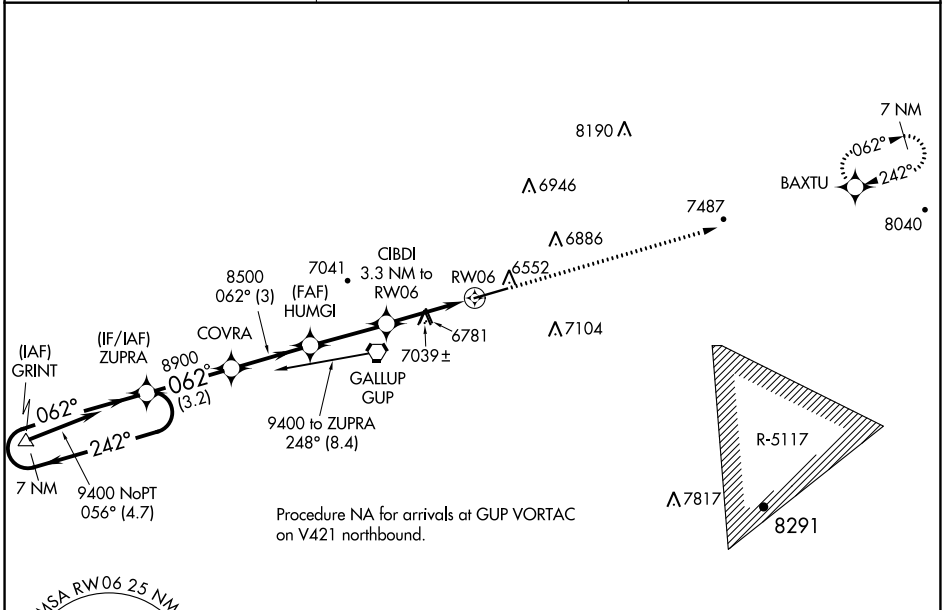 7 NM
8190
062°
242°
BAXTU
6946
7487
8040
6886
CIBDI
3.3 NM to
RW06
7041
8500
062° (3)
(FAF)
HUMGI
RW06
6552
COVRA
6781
7104
7039±
(IF/IAF)
ZUPRA
8900
062°
(3.2)
(IAF)
GRINT
GALLUP
GUP
062°
9400 to ZUPRA
248° (8.4)
242°
R-5117
7 NM
9400 NoPT
056° (4.7)
7817
8291
Procedure NA for arrivals at GUP VORTAC
on V421 northbound.
MSA RW06 25 NM